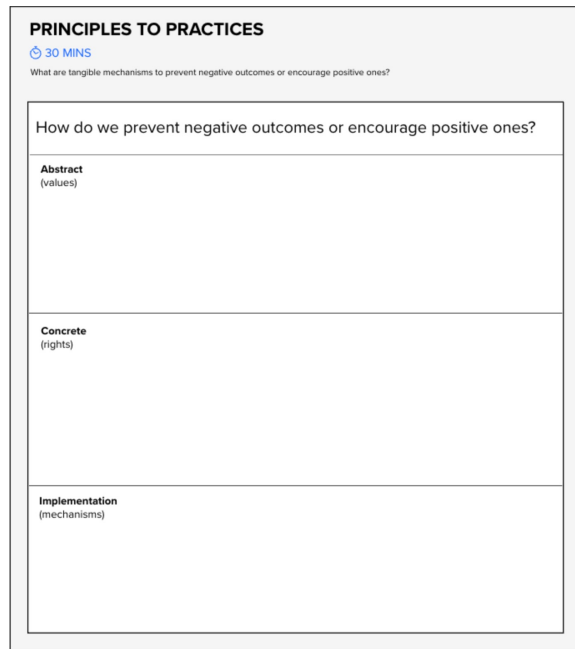 PRINCIPLES TO PRACTICES
30 MINS
What are tangible mechanisms to prevent negative outcomes or encourage positive ones?
How do we prevent negative outcomes or encourage positive ones?
Abstract
(values)
Concrete
(rights)
Implementation
(mechanisms)